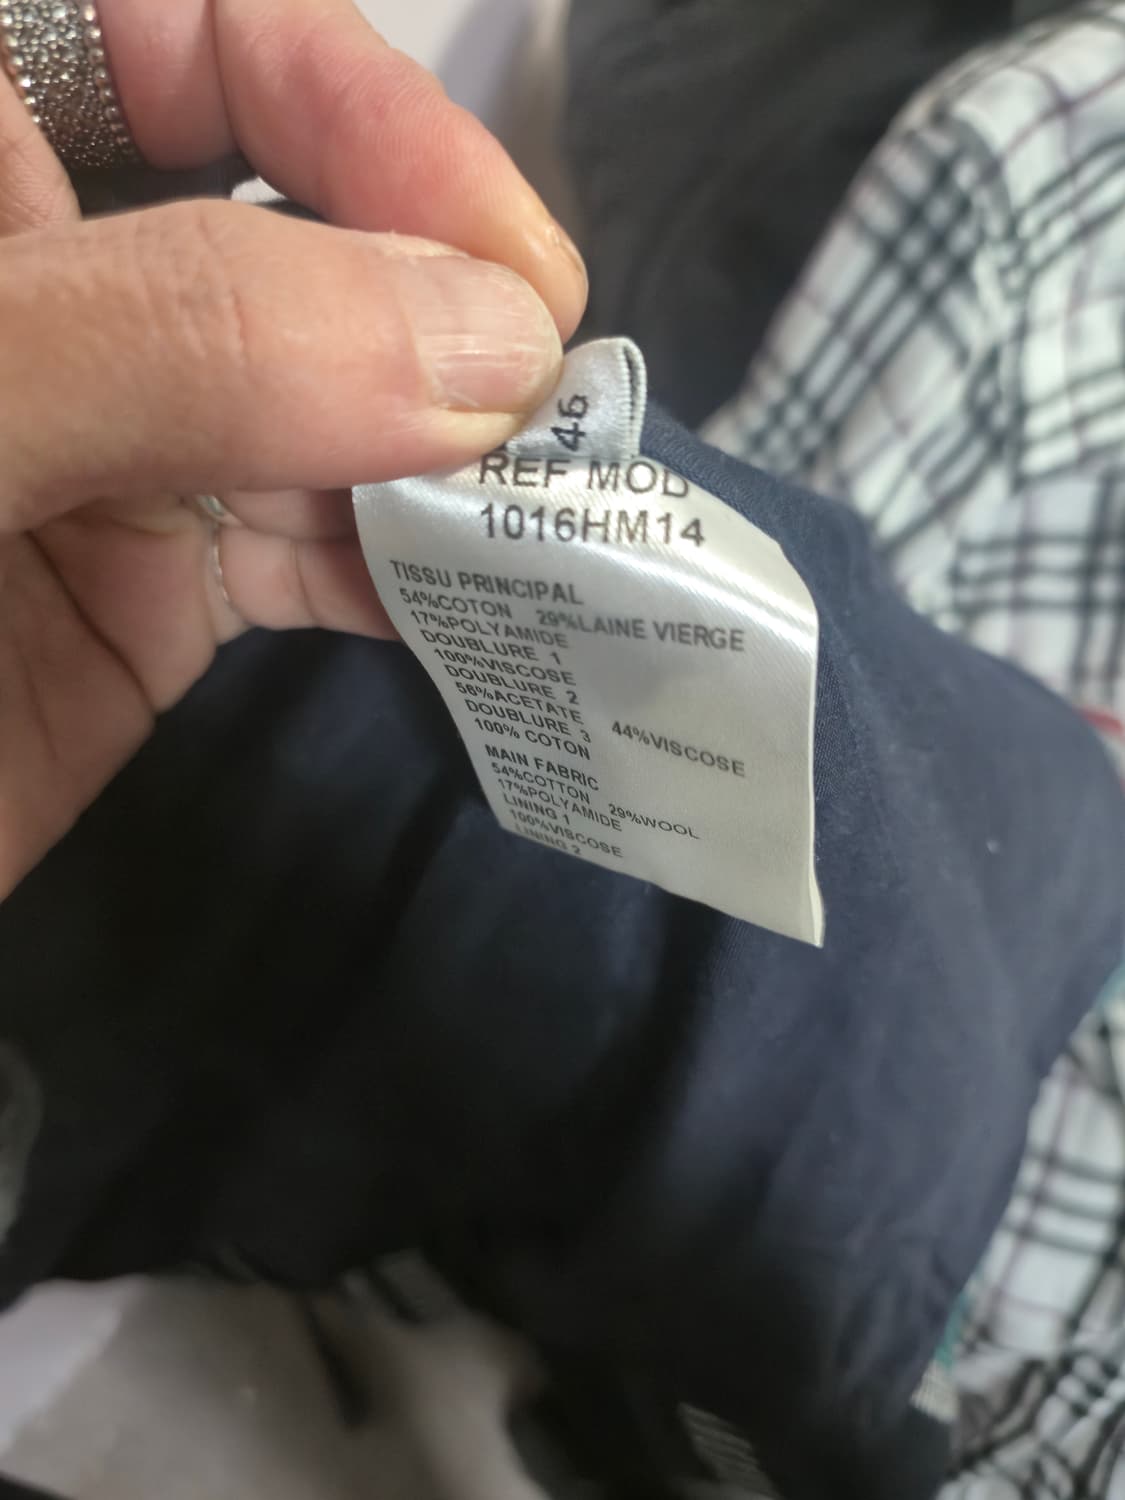 46
REF MOD
1016HM14
TISSU PRINCIPAL
54%COTON 29%LAINE VIERGE
17%POLYAMIDE
DOUBLURE 1
100%VISCOSE
DOUBLURE 2
56%ACETATE 44%VISCOSE
DOUBLURE 3
100% COTON
MAIN FABRIC
54%COTTON 29%WOOL
17%POLYAMIDE
LINING 1
100%VISCOSE
LINING 2